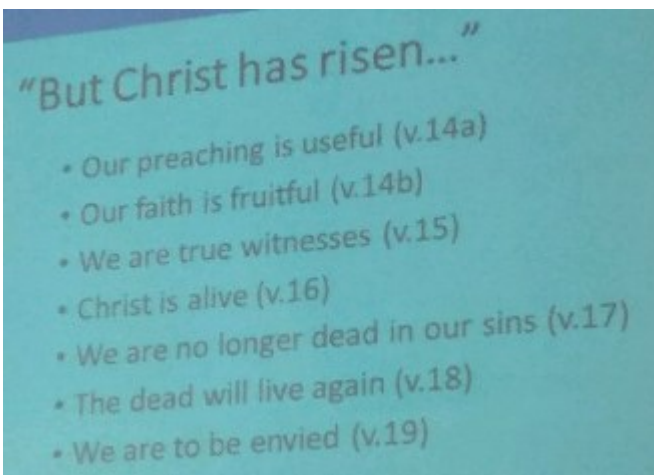 “But Christ has risen...”
• Our preaching is useful (v.14a)
• Our faith is fruitful (v.14b)
• We are true witnesses (v.15)
• Christ is alive (v.16)
• We are no longer dead in our sins (v.17)
• The dead will live again (v.18)
• We are to be envied (v.19)